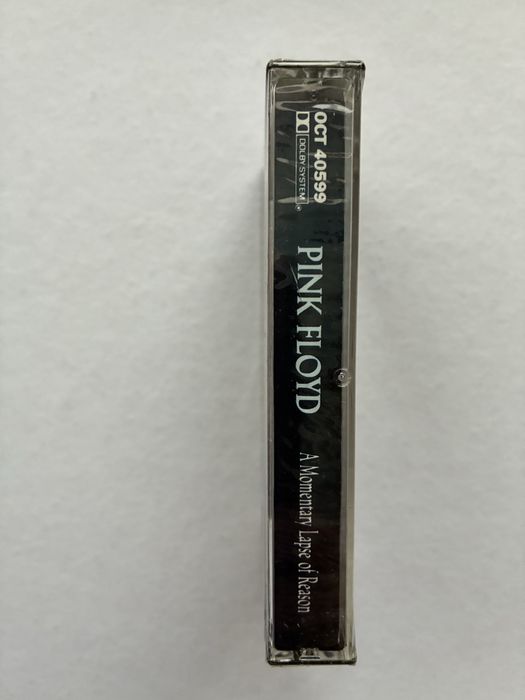 OCT 40599
DOLBY SYSTEM
PINK FLOYD
A Momentary Lapse of Reason